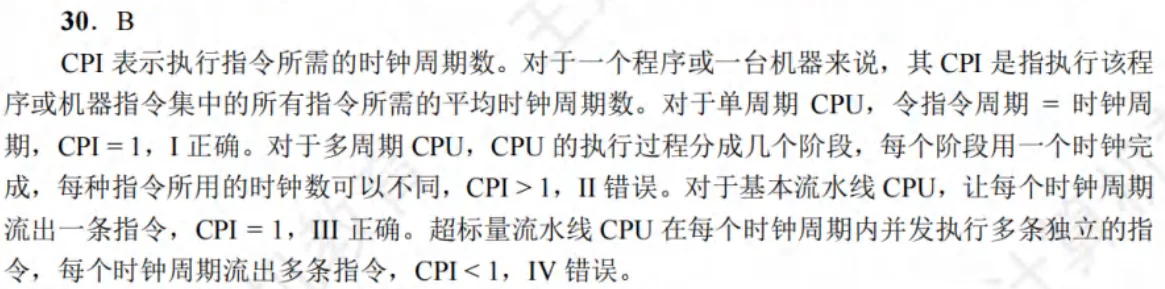 30．B
CPI 表示执行指令所需的时钟周期数。对于一个程序或一台机器来说，其 CPI 是指执行该程
序或机器指令集中的所有指令所需的平均时钟周期数。对于单周期 CPU，令指令周期 = 时钟周
期，CPI = 1，I 正确。对于多周期 CPU，CPU 的执行过程分成几个阶段，每个阶段用一个时钟完
成，每种指令所用的时钟数可以不同，CPI > 1，II 错误。对于基本流水线 CPU，让每个时钟周期
流出一条指令，CPI = 1，III 正确。超标量流水线 CPU 在每个时钟周期内并发执行多条独立的指
令，每个时钟周期流出多条指令，CPI < 1，IV 错误。